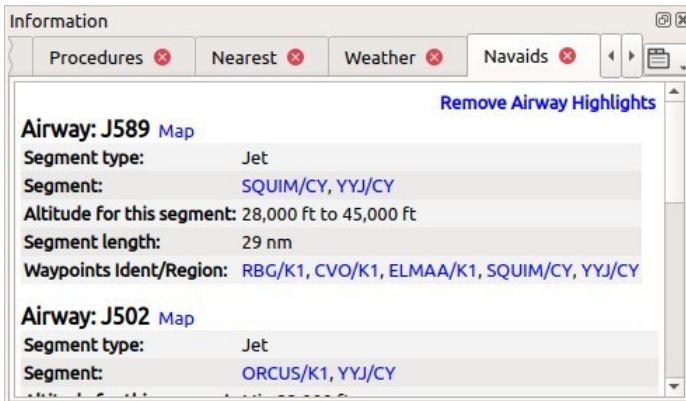 Information
Procedures Nearest Weather Navaids
Remove Airway Highlights
Airway: J589 Map
Segment type: Jet
Segment: SQUIM/CY, YYJ/CY
Altitude for this segment: 28,000 ft to 45,000 ft
Segment length: 29 nm
Waypoints Ident/Region: RBG/K1, CVO/K1, ELMAA/K1, SQUIM/CY, YYJ/CY
Airway: J502 Map
Segment type: Jet
Segment: ORCUS/K1, YYJ/CY